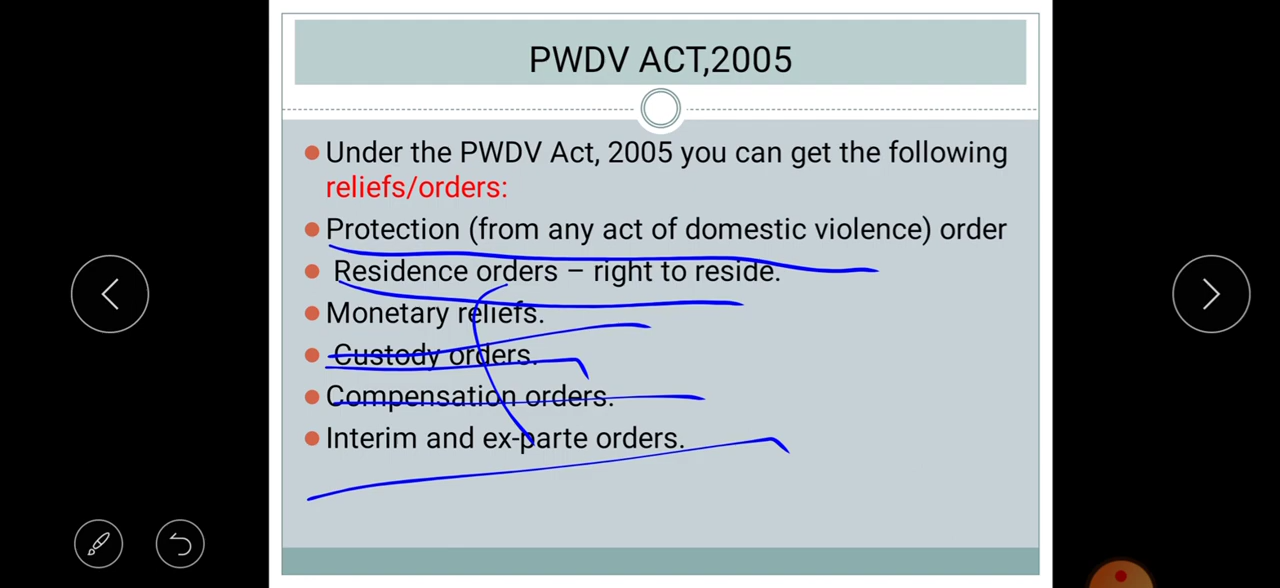 PWDV ACT,2005
Under the PWDV Act, 2005 you can get the following
reliefs/orders:
Protection (from any act of domestic violence) order
Residence orders – right to reside.
Monetary reliefs.
Custody orders.
Compensation orders.
Interim and ex-parte orders.